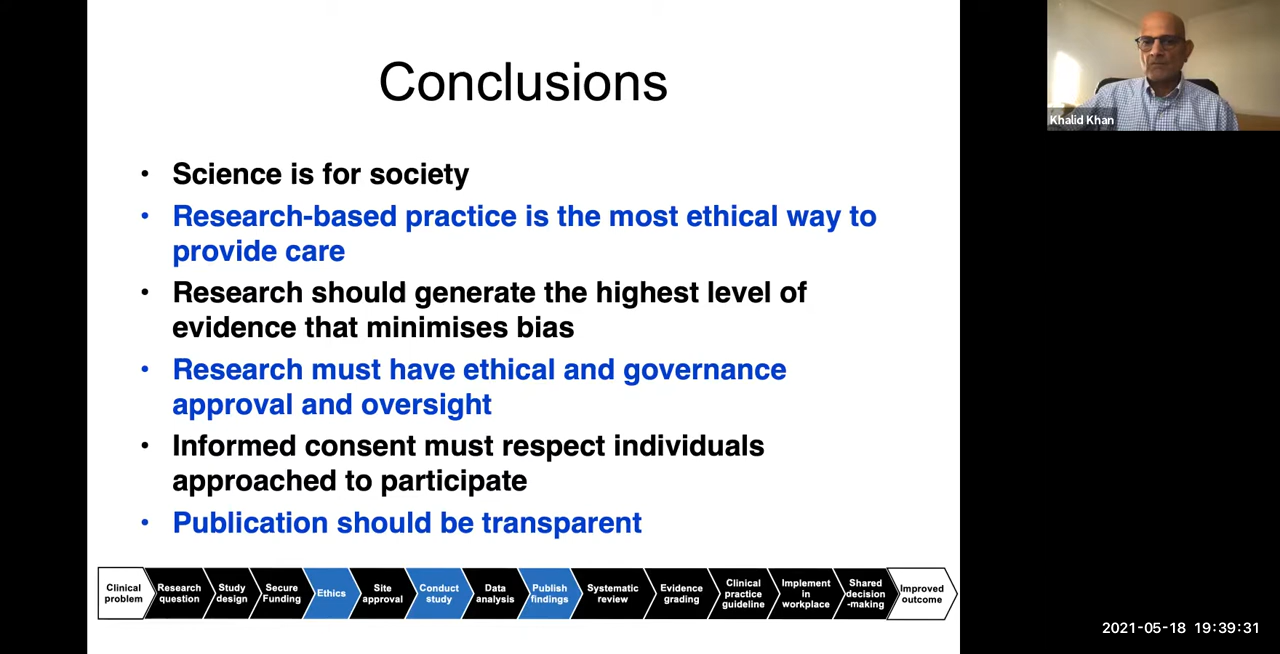 Conclusions
Khalid Khan
• Science is for society
• Research-based practice is the most ethical way to
provide care
• Research should generate the highest level of
evidence that minimises bias
• Research must have ethical and governance
approval and oversight
• Informed consent must respect individuals
approached to participate
• Publication should be transparent
Clinical
problem
Research
question
Study
design
Secure
Funding
Ethics
Site
approval
Conduct
study
Data
analysis
Publish
findings
Systematic
review
Evidence
grading
Clinical
practice
guideline
Implement
in
workplace
Shared
decision
-making
Improved
outcome
2021-05-18 19:39:31